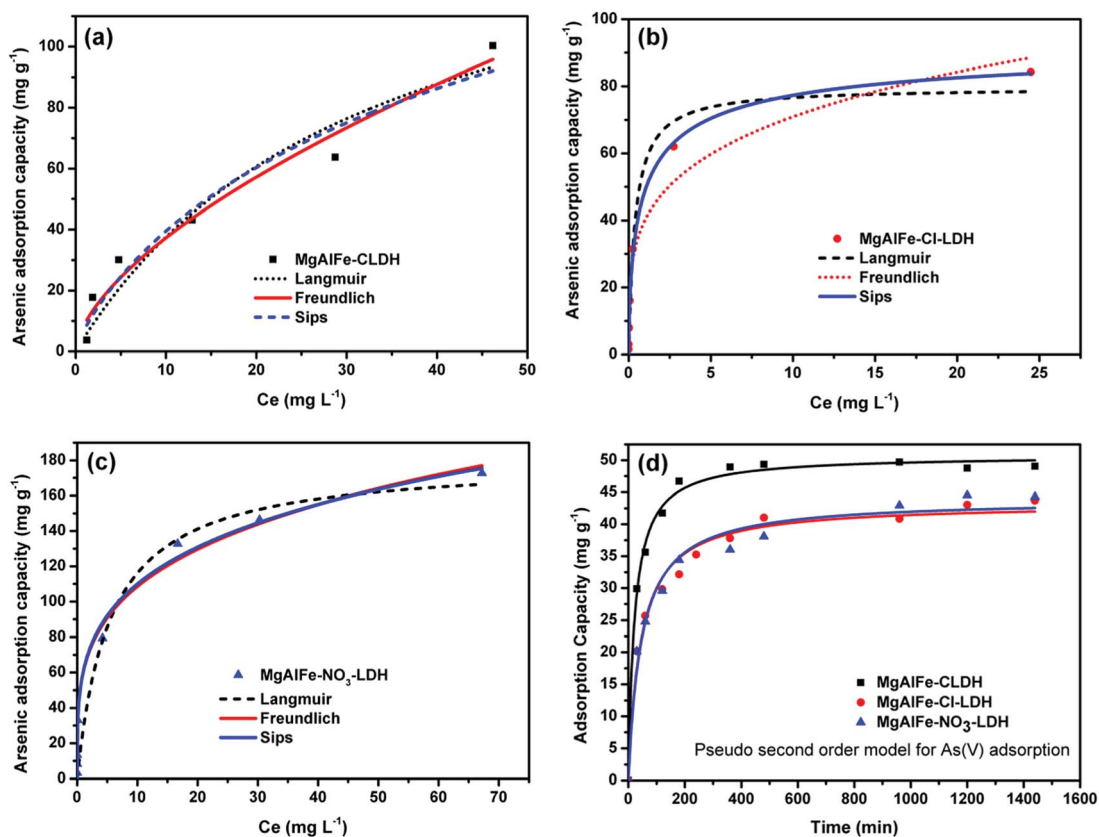 (a)
Arsenic adsorption capacity (mg g⁻¹)
100
80
60
40
20
0
MgAlFe-CLDH
Langmuir
Freundlich
Sips
0 10 20 30 40 50
Ce (mg L⁻¹)
(b)
Arsenic adsorption capacity (mg g⁻¹)
100
80
60
40
20
0
MgAlFe-Cl-LDH
Langmuir
Freundlich
Sips
0 5 10 15 20 25
Ce (mg L⁻¹)
(c)
Arsenic adsorption capacity (mg g⁻¹)
180
160
140
120
100
80
60
40
20
0
MgAlFe-NO₃-LDH
Langmuir
Freundlich
Sips
0 10 20 30 40 50 60 70
Ce (mg L⁻¹)
(d)
Adsorption Capacity (mg g⁻¹)
50
45
40
35
30
25
20
15
10
5
0
MgAlFe-CLDH
MgAlFe-Cl-LDH
MgAlFe-NO₃-LDH
Pseudo second order model for As(V) adsorption
0 200 400 600 800 1000 1200 1400 1600
Time (min)